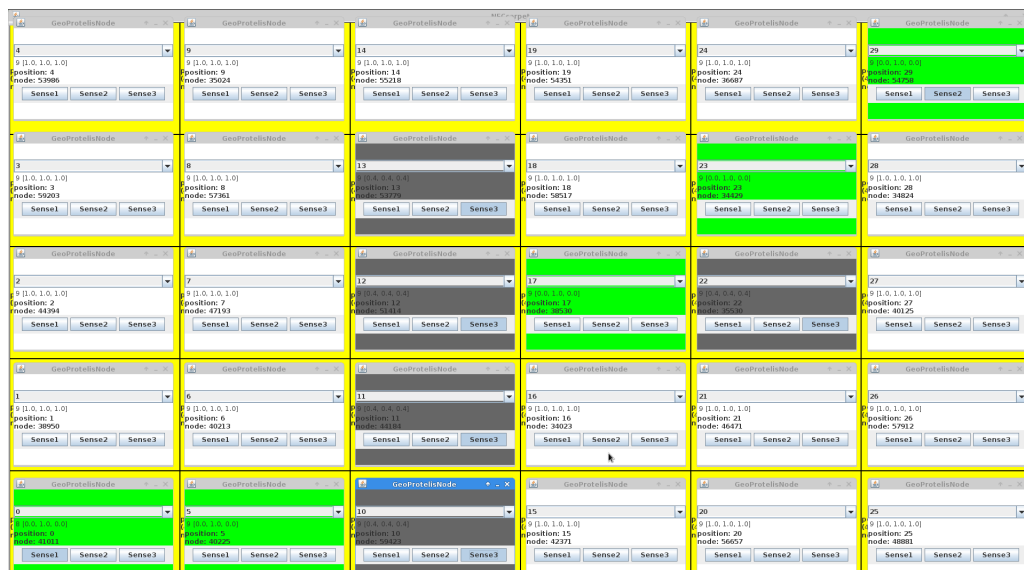 GeoProtelisNode GeoProtelisNode GeoProtelisNode GeoProtelisNode GeoProtelisNode GeoProtelisNode
4 9 14 19 24 29
9 [1.0, 1.0, 1.0] 9 [1.0, 1.0, 1.0] 9 [1.0, 1.0, 1.0] 9 [1.0, 1.0, 1.0] 9 [1.0, 1.0, 1.0] 9 [0.0, 1.0, 0.0]
position: 4 position: 9 position: 14 position: 19 position: 24 position: 29
node: 53986 node: 35024 node: 55218 node: 54351 node: 36687 node: 54758
Sense1 Sense2 Sense3 Sense1 Sense2 Sense3 Sense1 Sense2 Sense3 Sense1 Sense2 Sense3 Sense1 Sense2 Sense3 Sense1 Sense2 Sense3
GeoProtelisNode GeoProtelisNode GeoProtelisNode GeoProtelisNode GeoProtelisNode GeoProtelisNode
3 8 13 18 23 28
9 [1.0, 1.0, 1.0] 9 [1.0, 1.0, 1.0] 9 [0.4, 0.4, 0.4] 9 [1.0, 1.0, 1.0] 9 [0.0, 1.0, 0.0] 9 [1.0, 1.0, 1.0]
position: 3 position: 8 position: 13 position: 18 position: 23 position: 28
node: 59203 node: 57361 node: 53779 node: 58517 node: 34429 node: 34824
Sense1 Sense2 Sense3 Sense1 Sense2 Sense3 Sense1 Sense2 Sense3 Sense1 Sense2 Sense3 Sense1 Sense2 Sense3 Sense1 Sense2 Sense3
GeoProtelisNode GeoProtelisNode GeoProtelisNode GeoProtelisNode GeoProtelisNode GeoProtelisNode
2 7 12 17 22 27
9 [1.0, 1.0, 1.0] 9 [1.0, 1.0, 1.0] 9 [0.4, 0.4, 0.4] 9 [0.0, 1.0, 0.0] 9 [0.4, 0.4, 0.4] 9 [1.0, 1.0, 1.0]
position: 2 position: 7 position: 12 position: 17 position: 22 position: 27
node: 44394 node: 47193 node: 51414 node: 38530 node: 35530 node: 40125
Sense1 Sense2 Sense3 Sense1 Sense2 Sense3 Sense1 Sense2 Sense3 Sense1 Sense2 Sense3 Sense1 Sense2 Sense3 Sense1 Sense2 Sense3
GeoProtelisNode GeoProtelisNode GeoProtelisNode GeoProtelisNode GeoProtelisNode GeoProtelisNode
1 6 11 16 21 26
9 [1.0, 1.0, 1.0] 9 [1.0, 1.0, 1.0] 9 [0.4, 0.4, 0.4] 9 [1.0, 1.0, 1.0] 9 [1.0, 1.0, 1.0] 9 [1.0, 1.0, 1.0]
position: 1 position: 6 position: 11 position: 16 position: 21 position: 26
node: 38950 node: 40213 node: 44184 node: 34023 node: 46471 node: 57912
Sense1 Sense2 Sense3 Sense1 Sense2 Sense3 Sense1 Sense2 Sense3 Sense1 Sense2 Sense3 Sense1 Sense2 Sense3 Sense1 Sense2 Sense3
GeoProtelisNode GeoProtelisNode GeoProtelisNode GeoProtelisNode GeoProtelisNode GeoProtelisNode
0 5 10 15 20 25
8 [0.0, 1.0, 0.0] 9 [0.0, 1.0, 0.0] 9 [0.4, 0.4, 0.4] 9 [1.0, 1.0, 1.0] 9 [1.0, 1.0, 1.0] 9 [1.0, 1.0, 1.0]
position: 0 position: 5 position: 10 position: 15 position: 20 position: 25
node: 41011 node: 40225 node: 59423 node: 42371 node: 56657 node: 48881
Sense1 Sense2 Sense3 Sense1 Sense2 Sense3 Sense1 Sense2 Sense3 Sense1 Sense2 Sense3 Sense1 Sense2 Sense3 Sense1 Sense2 Sense3